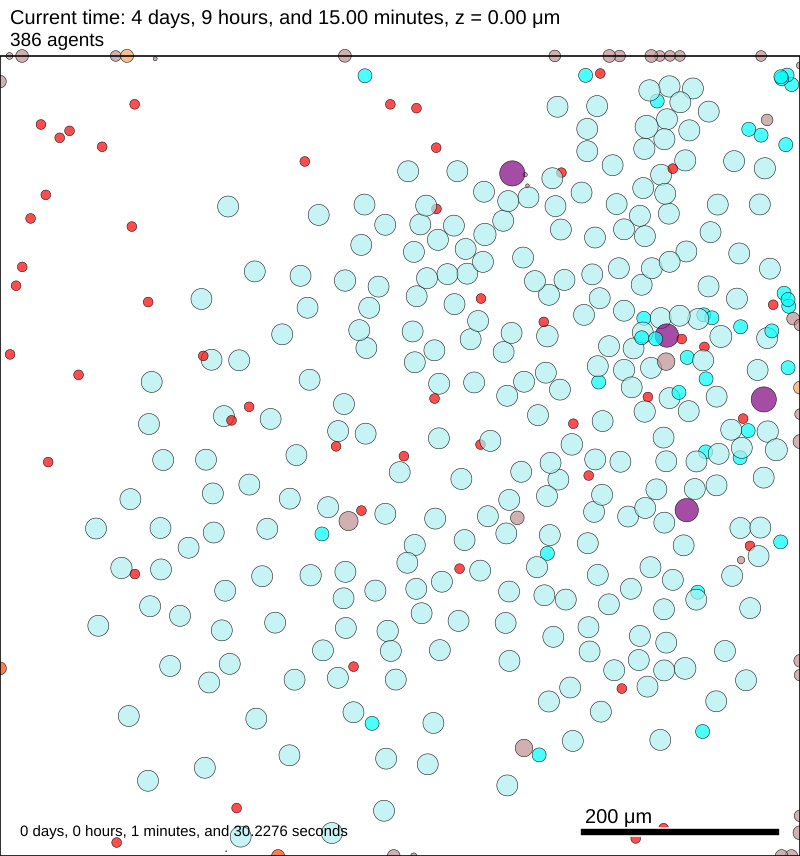 Current time: 4 days, 9 hours, and 15.00 minutes, z = 0.00 μm
386 agents
200 μm
0 days, 0 hours, 1 minutes, and 30.2276 seconds